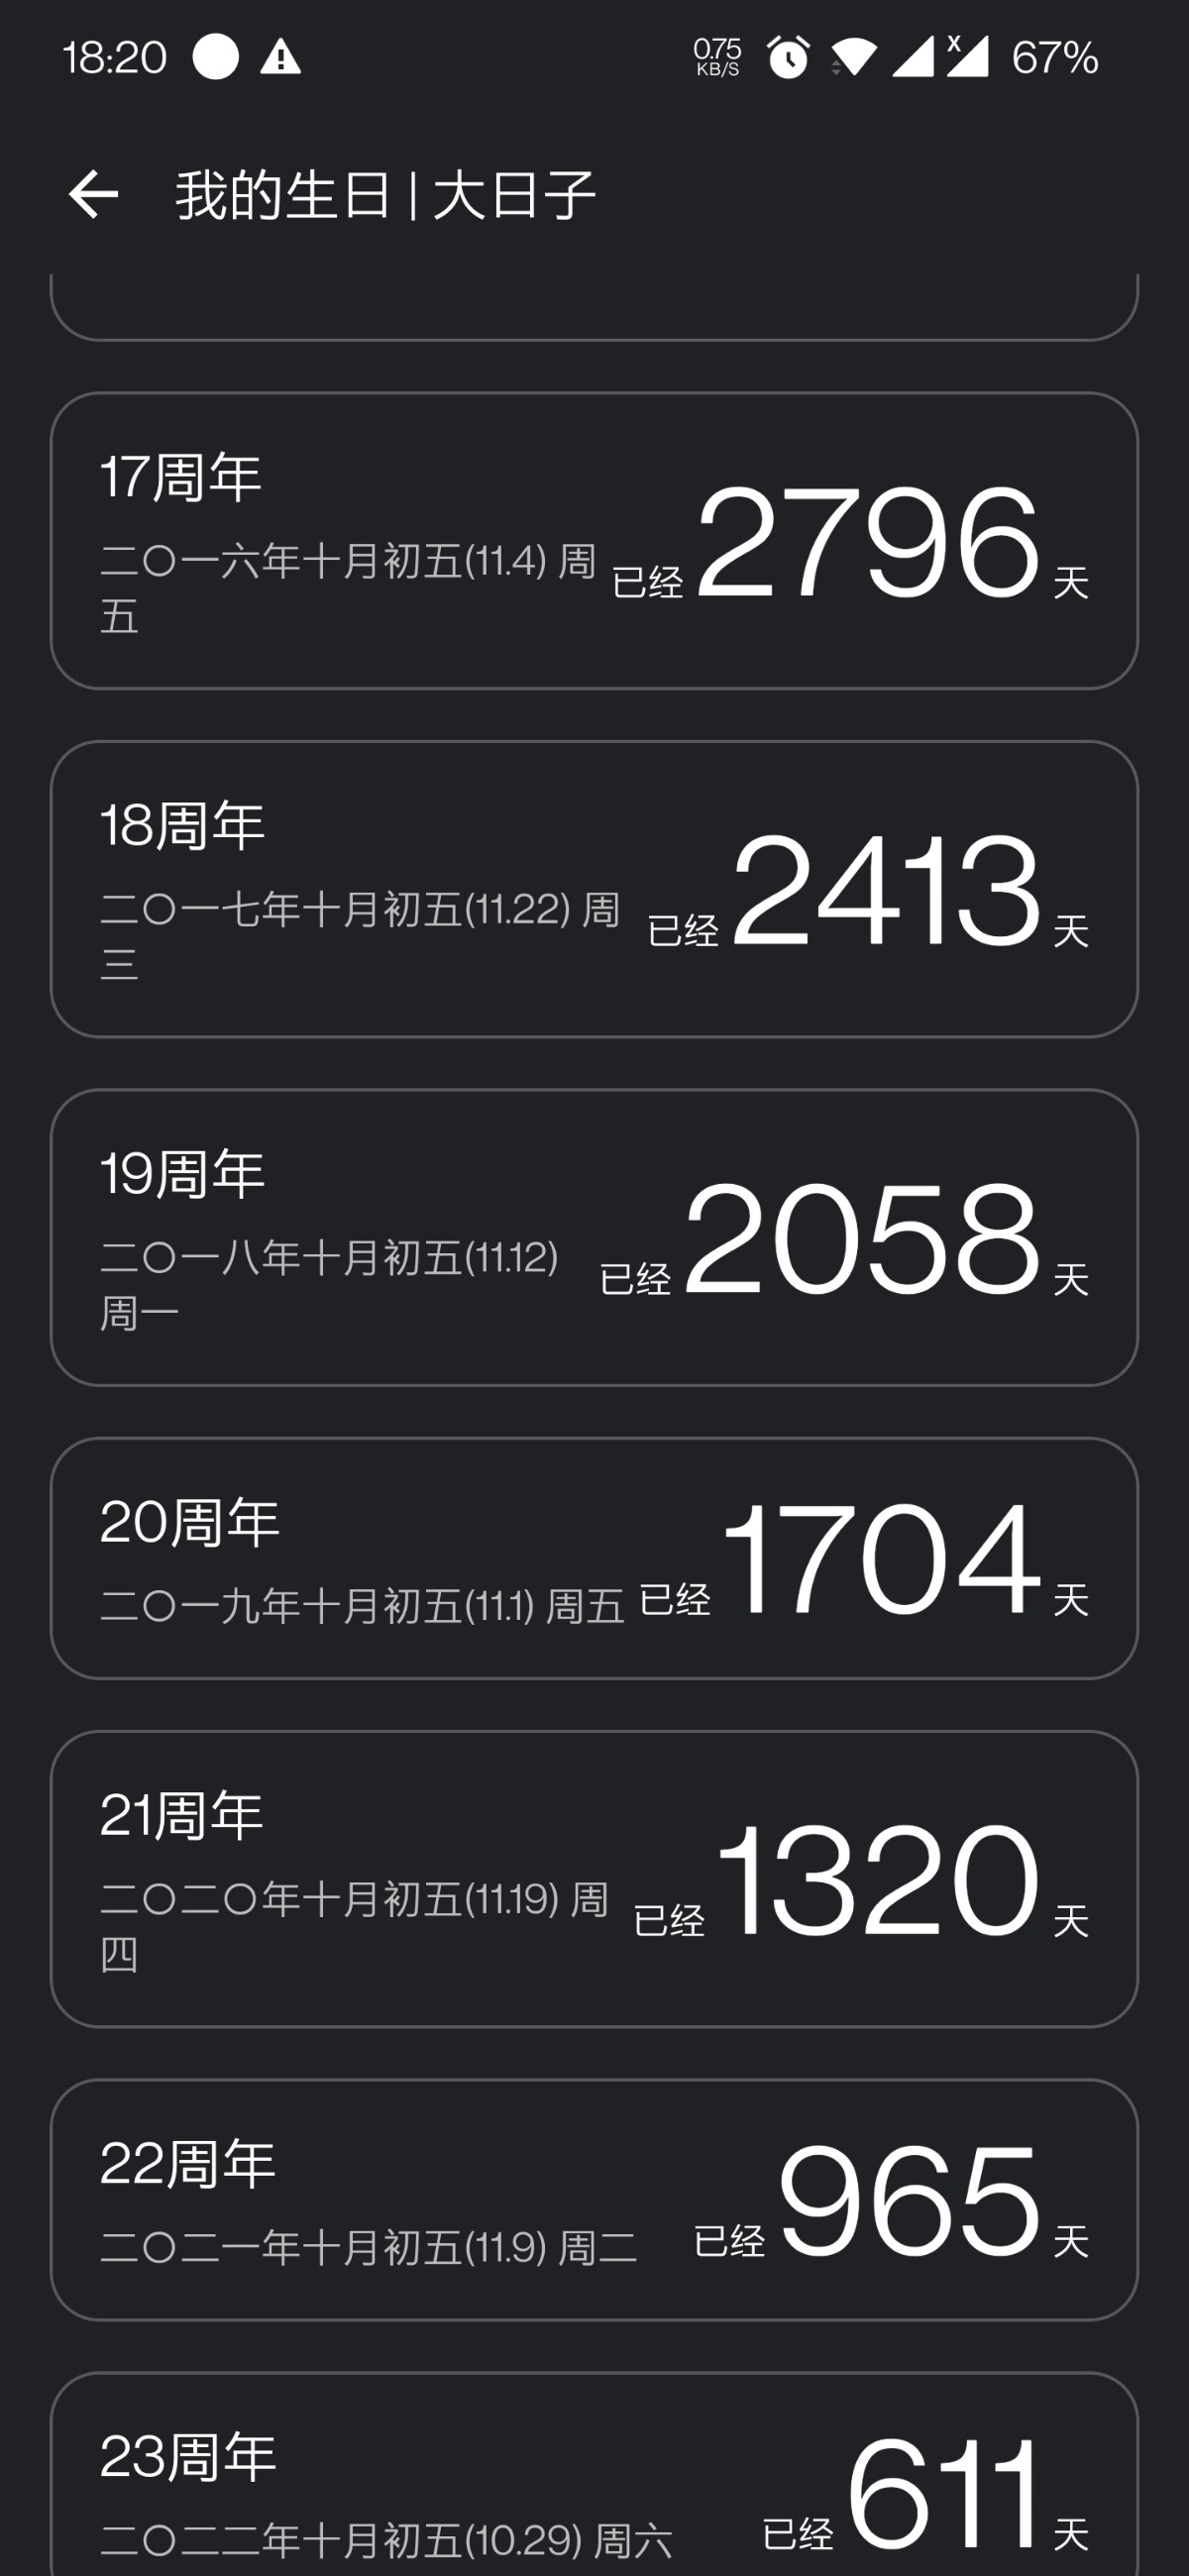 18:20 0.75 KB/S X 67%
我的生日 | 大日子
17周年
二〇一六年十月初五(11.4) 周
五
已经 2796 天
18周年
二〇一七年十月初五(11.22) 周
三
已经 2413 天
19周年
二〇一八年十月初五(11.12)
周一
已经 2058 天
20周年
二〇一九年十月初五(11.1) 周五
已经 1704 天
21周年
二〇二〇年十月初五(11.19) 周
四
已经 1320 天
22周年
二〇二一年十月初五(11.9) 周二
已经 965 天
23周年
二〇二二年十月初五(10.29) 周六
已经 611 天